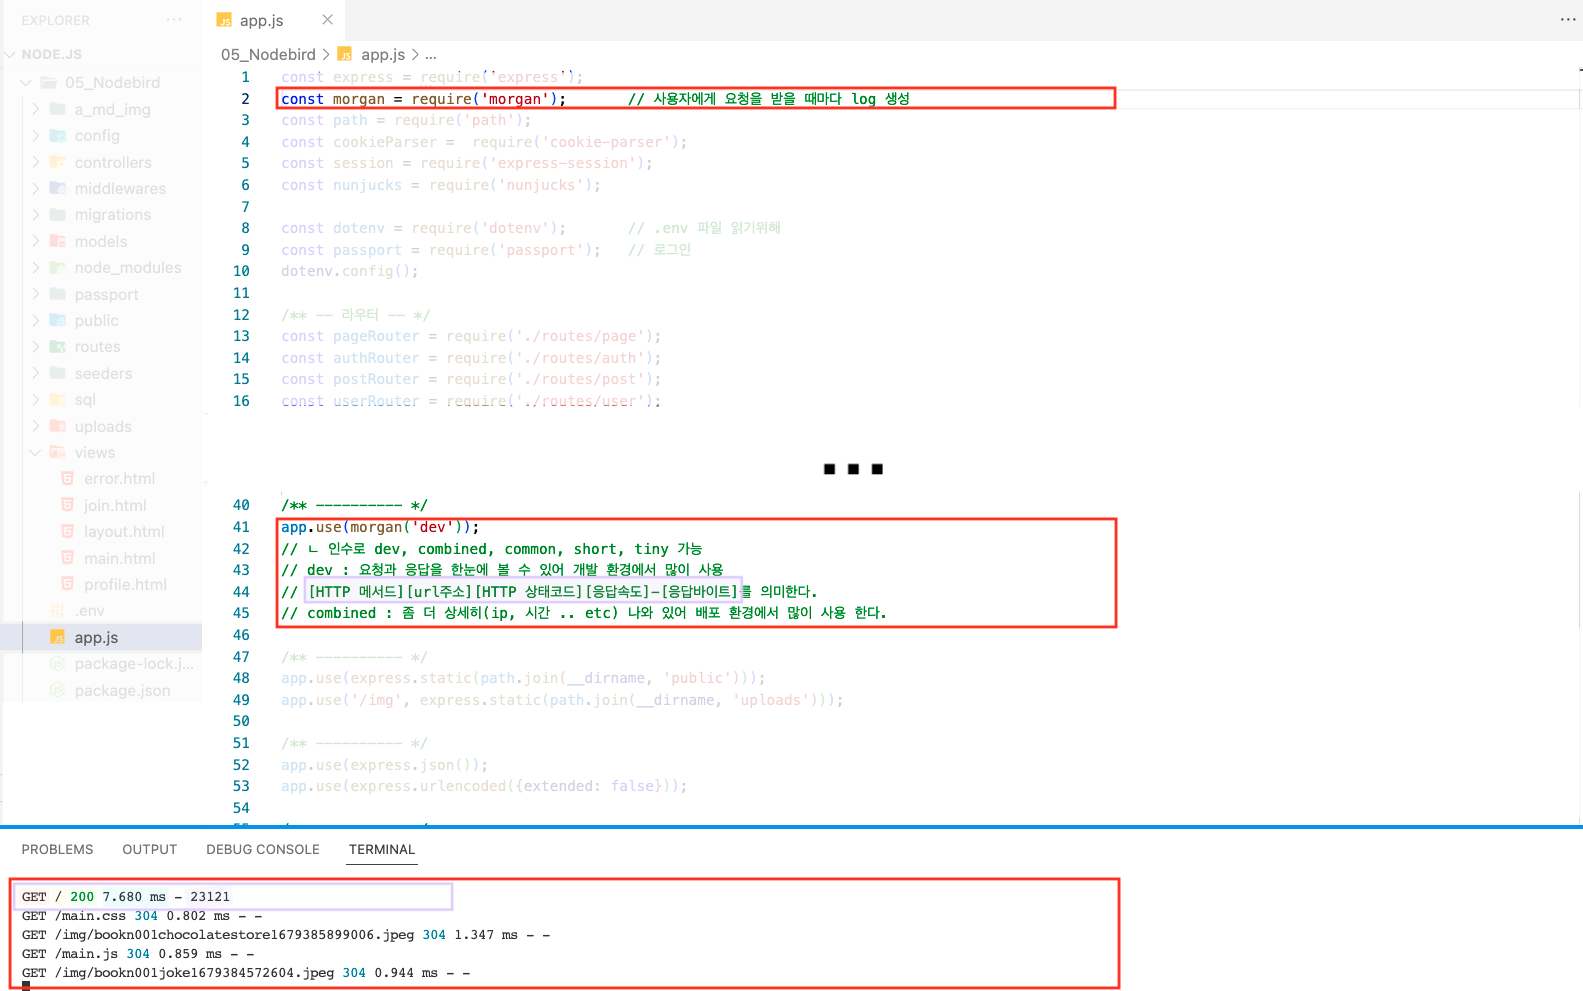 EXPLORER ···
app.js
···
NODE.JS
05_Nodebird > app.js > ...
05_Nodebird
a_md_img
config
controllers
middlewares
migrations
models
node_modules
passport
public
routes
seeders
sql
uploads
views
error.html
join.html
layout.html
main.html
profile.html
.env
app.js
package-lock.j...
package.json
1 const express = require('express');
2 const morgan = require('morgan'); // 사용자에게 요청을 받을 때마다 log 생성
3 const path = require('path');
4 const cookieParser = require('cookie-parser');
5 const session = require('express-session');
6 const nunjucks = require('nunjucks');
7
8 const dotenv = require('dotenv'); // .env 파일 읽기위해
9 const passport = require('passport'); // 로그인
10 dotenv.config();
11
12 /** -- 라우터 -- */
13 const pageRouter = require('./routes/page');
14 const authRouter = require('./routes/auth');
15 const postRouter = require('./routes/post');
16 const userRouter = require('./routes/user');
40 /** ---------- */
41 app.use(morgan('dev'));
42 // ㄴ 인수로 dev, combined, common, short, tiny 가능
43 // dev : 요청과 응답을 한눈에 볼 수 있어 개발 환경에서 많이 사용
44 // [HTTP 메서드][url주소][HTTP 상태코드][응답속도]-[응답바이트]를 의미한다.
45 // combined : 좀 더 상세히(ip, 시간 .. etc) 나와 있어 배포 환경에서 많이 사용 한다.
46
47 /** ---------- */
48 app.use(express.static(path.join(__dirname, 'public')));
49 app.use('/img', express.static(path.join(__dirname, 'uploads')));
50
51 /** ---------- */
52 app.use(express.json());
53 app.use(express.urlencoded({extended: false}));
54
PROBLEMS OUTPUT DEBUG CONSOLE TERMINAL
GET / 200 7.680 ms - 23121
GET /main.css 304 0.802 ms - -
GET /img/bookn001chocolatestore1679385899006.jpeg 304 1.347 ms - -
GET /main.js 304 0.859 ms - -
GET /img/bookn001joke1679384572604.jpeg 304 0.944 ms - -